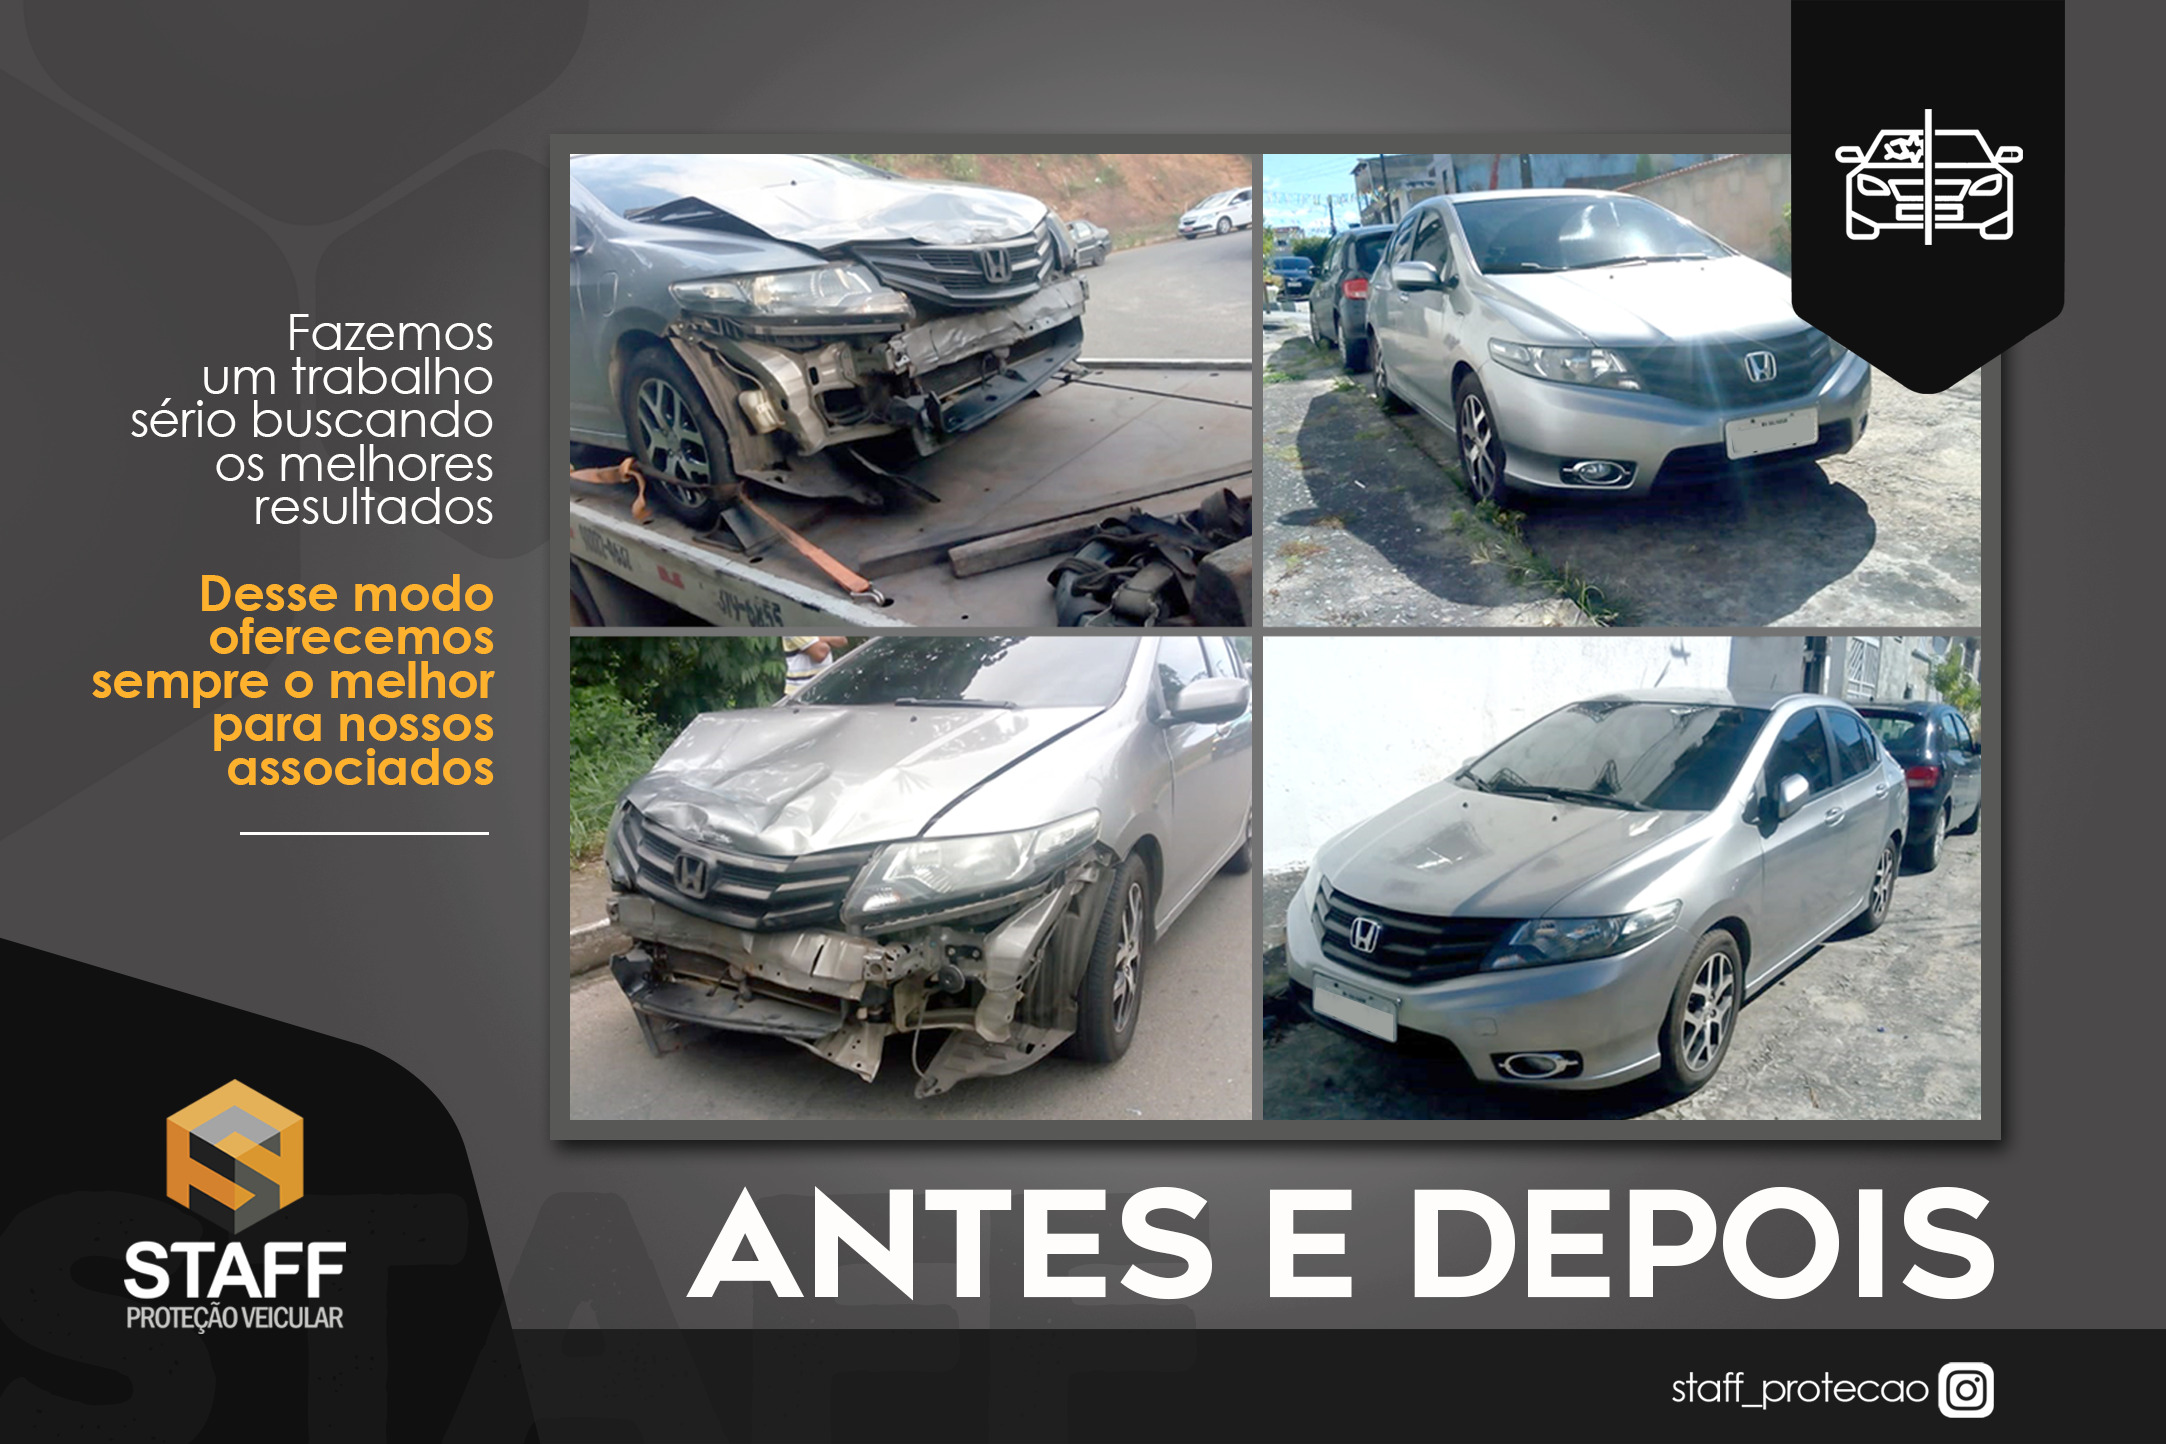 Fazemos
um trabalho
sério buscando
os melhores
resultados
Desse modo
oferecemos
sempre o melhor
para nossos
associados
STAFF
PROTEÇÃO VEICULAR
ANTES E DEPOIS
STAFF
staff_protecao